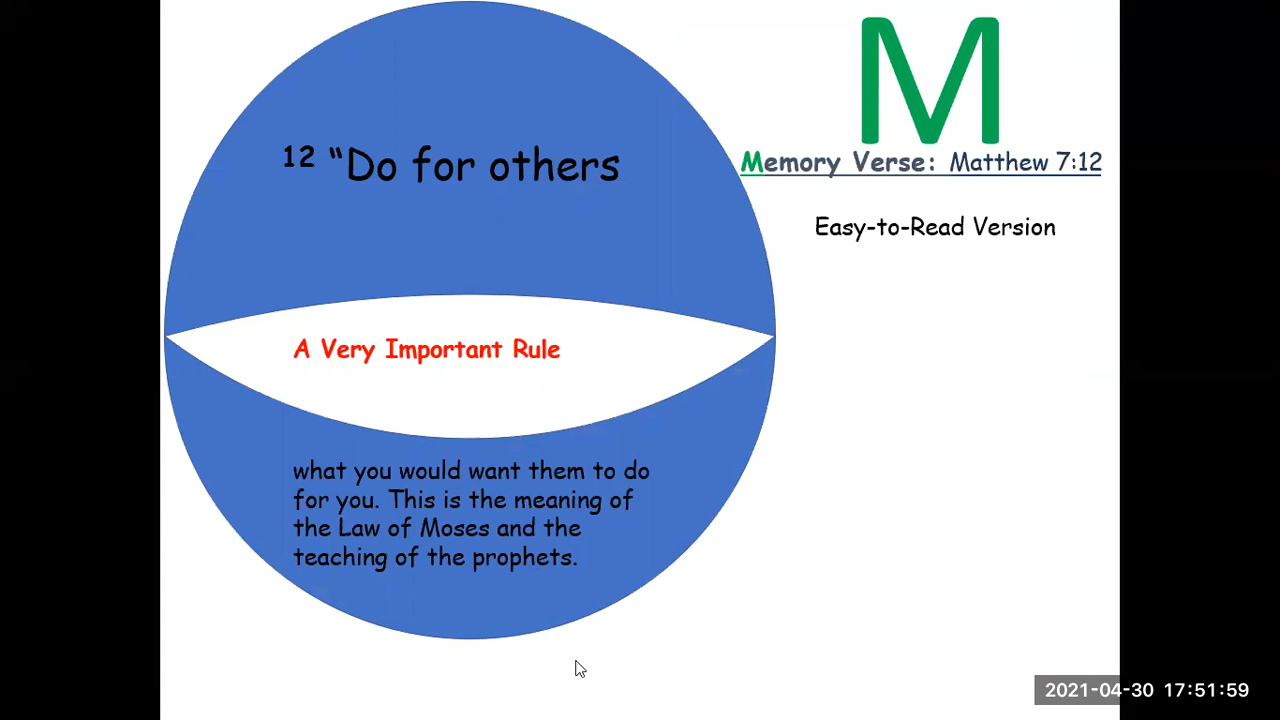 M
Memory Verse: Matthew 7:12
Easy-to-Read Version
12 “Do for others
A Very Important Rule
what you would want them to do
for you. This is the meaning of
the Law of Moses and the
teaching of the prophets.
2021-04-30 17:51:59